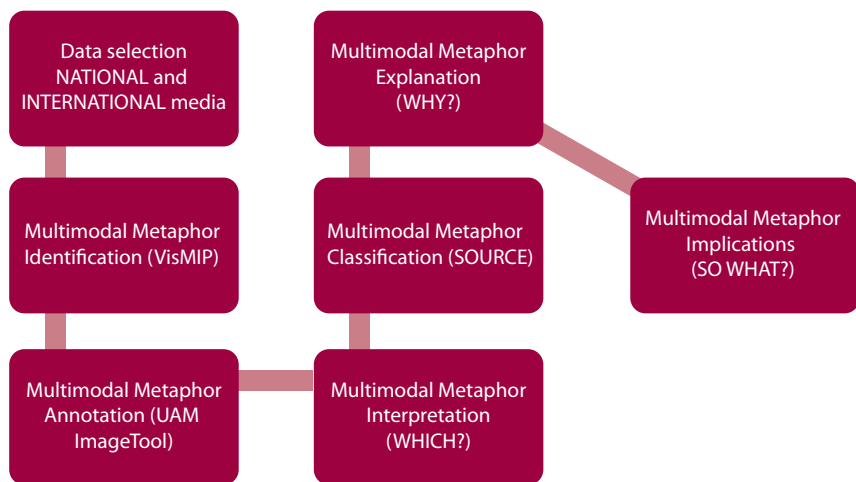 Data selection
NATIONAL and
INTERNATIONAL media
Multimodal Metaphor
Identification (VisMIP)
Multimodal Metaphor
Annotation (UAM
ImageTool)
Multimodal Metaphor
Interpretation
(WHICH?)
Multimodal Metaphor
Classification (SOURCE)
Multimodal Metaphor
Explanation
(WHY?)
Multimodal Metaphor
Implications
(SO WHAT?)